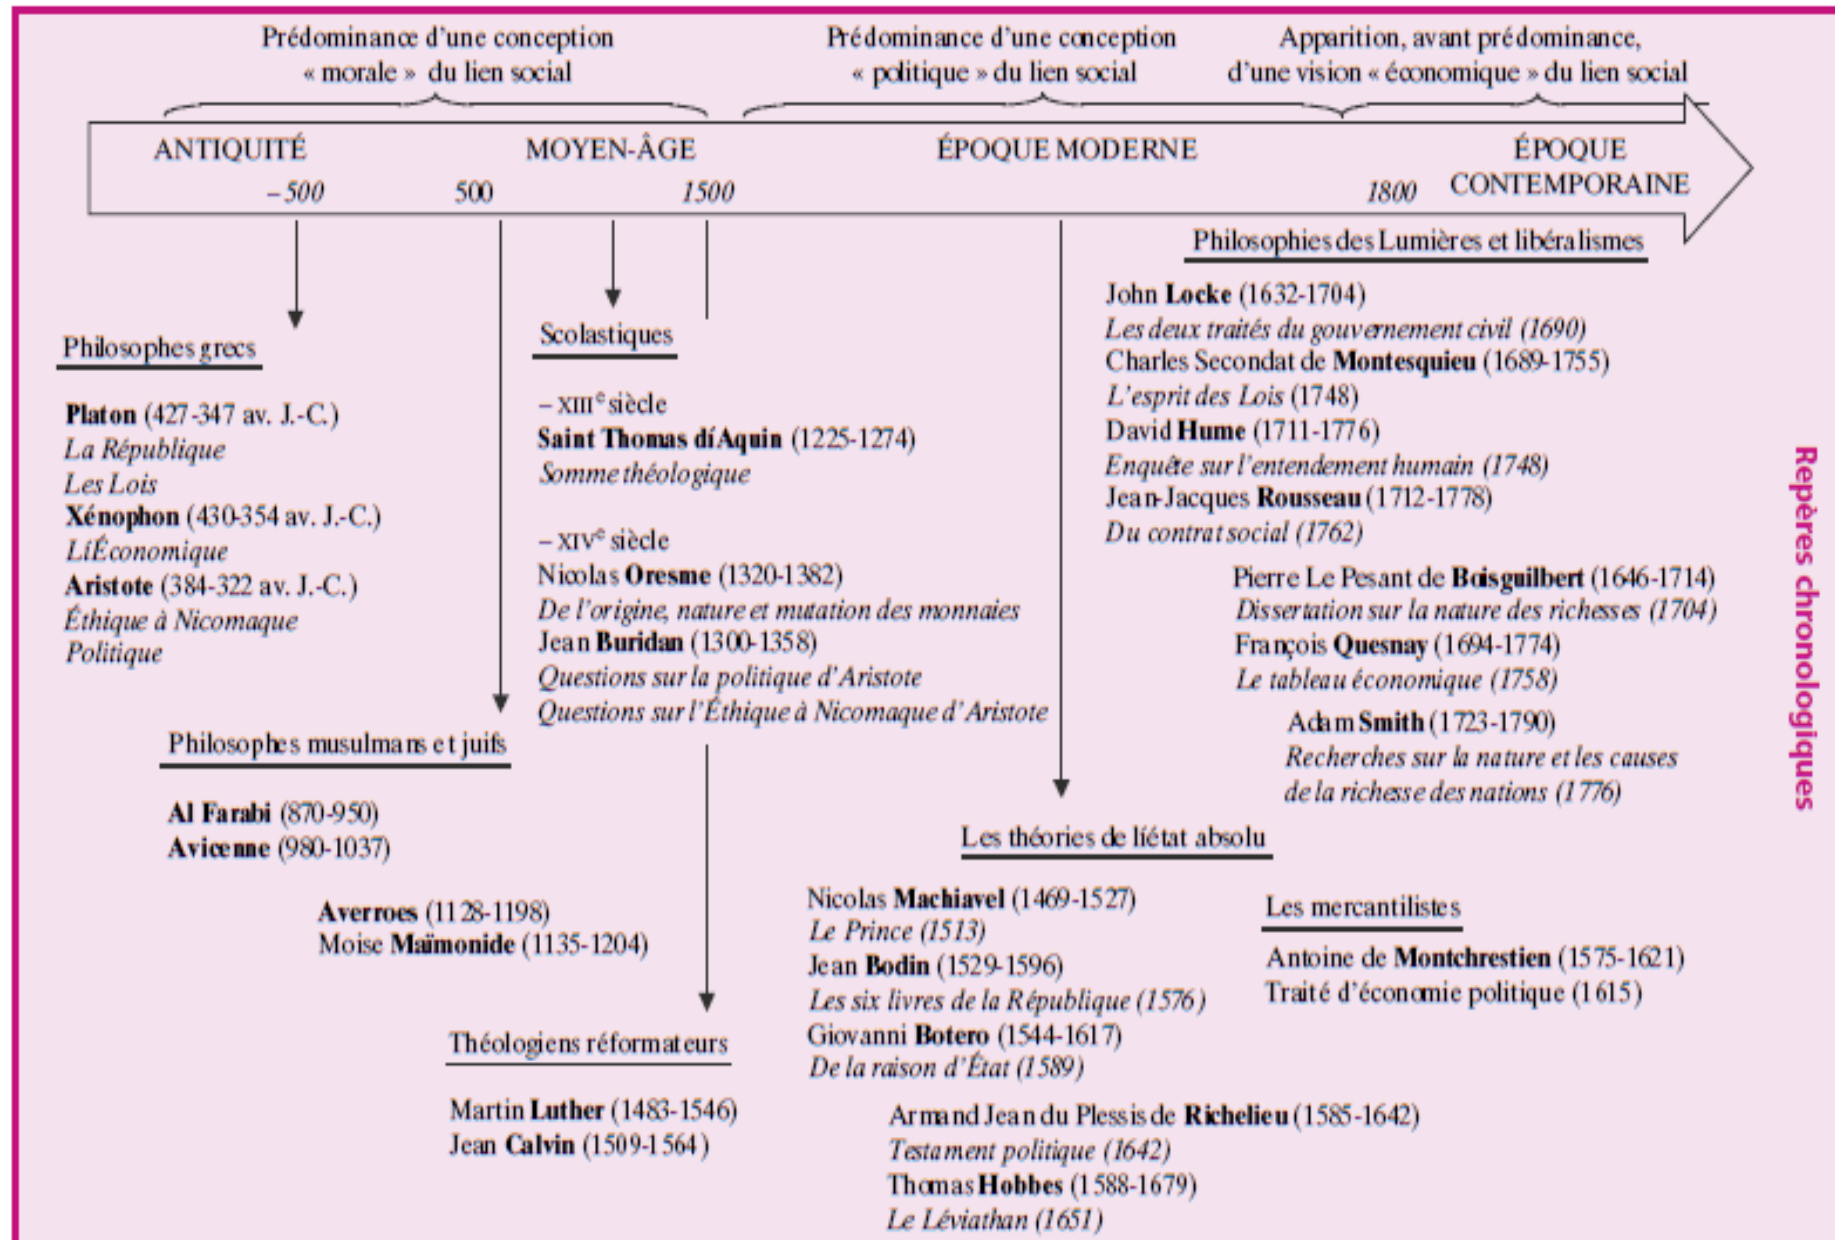 Prédominance d'une conception
« morale » du lien social
Prédominance d'une conception
« politique » du lien social
Apparition, avant prédominance,
d'une vision « économique » du lien social
ANTIQUITÉ
MOYEN-ÂGE
ÉPOQUE MODERNE
ÉPOQUE
CONTEMPORAINE
– 500
500
1500
1800
Philosophes grecs
Platon (427-347 av. J.-C.)
La République
Les Lois
Xénophon (430-354 av. J.-C.)
LíÉconomique
Aristote (384-322 av. J.-C.)
Éthique à Nicomaque
Politique
Philosophes musulmans et juifs
Al Farabi (870-950)
Avicenne (980-1037)
Averroes (1128-1198)
Moise Maïmonide (1135-1204)
Scolastiques
– XIIIe siècle
Saint Thomas díAquin (1225-1274)
Somme théologique
– XIVe siècle
Nicolas Oresme (1320-1382)
De l'origine, nature et mutation des monnaies
Jean Buridan (1300-1358)
Questions sur la politique d'Aristote
Questions sur l'Éthique à Nicomaque d'Aristote
Théologiens réformateurs
Martin Luther (1483-1546)
Jean Calvin (1509-1564)
Philosophies des Lumières et libéralismes
John Locke (1632-1704)
Les deux traités du gouvernement civil (1690)
Charles Secondat de Montesquieu (1689-1755)
L'esprit des Lois (1748)
David Hume (1711-1776)
Enquête sur l'entendement humain (1748)
Jean-Jacques Rousseau (1712-1778)
Du contrat social (1762)
Pierre Le Pesant de Boisguilbert (1646-1714)
Dissertation sur la nature des richesses (1704)
François Quesnay (1694-1774)
Le tableau économique (1758)
Adam Smith (1723-1790)
Recherches sur la nature et les causes
de la richesse des nations (1776)
Les théories de líétat absolu
Nicolas Machiavel (1469-1527)
Le Prince (1513)
Jean Bodin (1529-1596)
Les six livres de la République (1576)
Giovanni Botero (1544-1617)
De la raison d'État (1589)
Armand Jean du Plessis de Richelieu (1585-1642)
Testament politique (1642)
Thomas Hobbes (1588-1679)
Le Léviathan (1651)
Les mercantilistes
Antoine de Montchrestien (1575-1621)
Traité d'économie politique (1615)
Repères chronologiques